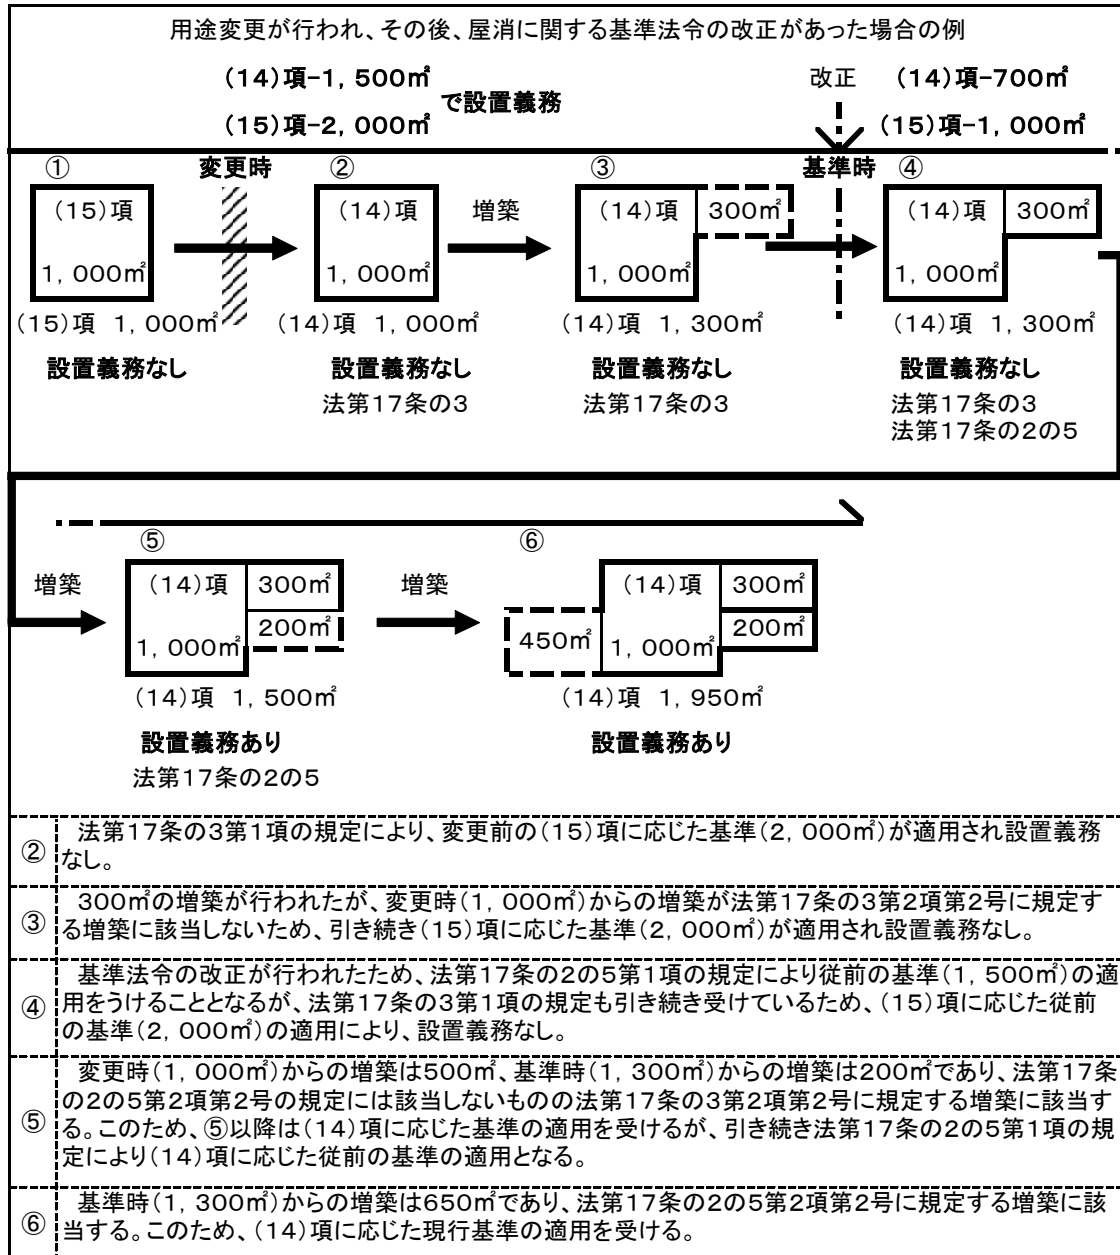 用途変更が行われ、その後、屋消に関する基準法令の改正があった場合の例
(14)項-1,500㎡
(15)項-2,000㎡
で設置義務
改正
(14)項-700㎡
(15)項-1,000㎡
①
変更時
②
③
基準時
④
(15)項
1,000㎡
(14)項
1,000㎡
増築
(14)項
300㎡
1,000㎡
(14)項
300㎡
1,000㎡
(15)項 1,000㎡
(14)項 1,000㎡
(14)項 1,300㎡
(14)項 1,300㎡
設置義務なし
設置義務なし
設置義務なし
設置義務なし
法第17条の3
法第17条の3
法第17条の3
法第17条の2の5
⑤
⑥
増築
(14)項
300㎡
200㎡
1,000㎡
増築
450㎡
(14)項
300㎡
200㎡
1,000㎡
(14)項 1,500㎡
(14)項 1,950㎡
設置義務あり
設置義務あり
法第17条の2の5
②
法第17条の3第1項の規定により、変更前の(15)項に応じた基準(2,000㎡)が適用され設置義務
なし。
③
300㎡の増築が行われたが、変更時(1,000㎡)からの増築が法第17条の3第2項第2号に規定す
る増築に該当しないため、引き続き(15)項に応じた基準(2,000㎡)が適用され設置義務なし。
④
基準法令の改正が行われたため、法第17条の2の5第1項の規定により従前の基準(1,500㎡)の適
用をうけることとなるが、法第17条の3第1項の規定も引き続き受けているため、(15)項に応じた従前
の基準(2,000㎡)の適用により、設置義務なし。
⑤
変更時(1,000㎡)からの増築は500㎡、基準時(1,300㎡)からの増築は200㎡であり、法第17条
の2の5第2項第2号の規定には該当しないものの法第17条の3第2項第2号に規定する増築に該当す
る。このため、⑤以降は(14)項に応じた基準の適用を受けるが、引き続き法第17条の2の5第1項の規
定により(14)項に応じた従前の基準の適用となる。
⑥
基準時(1,300㎡)からの増築は650㎡であり、法第17条の2の5第2項第2号に規定する増築に該
当する。このため、(14)項に応じた現行基準の適用を受ける。